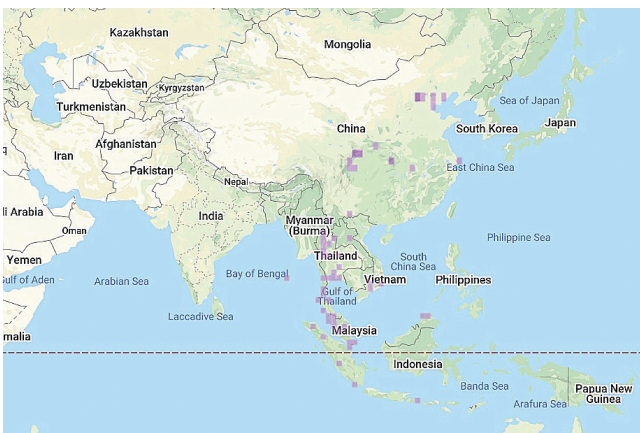 Kazakhstan
Mongolia
Uzbekistan
Kyrgyzstan
Turkmenistan
Sea of Japan
China
South Korea
Japan
Afghanistan
Iran
Pakistan
East China Sea
Nepal
i Arabia
India
Oman
Myanmar
(Burma)
Philippine Sea
Yemen
Thailand
South
China Sea
Gulf of Aden
Arabian Sea
Bay of Bengal
Vietnam
Philippines
Gulf of
Thailand
Laccadive Sea
malia
Malaysia
Indonesia
Banda Sea
Papua New
Guinea
Arafura Sea